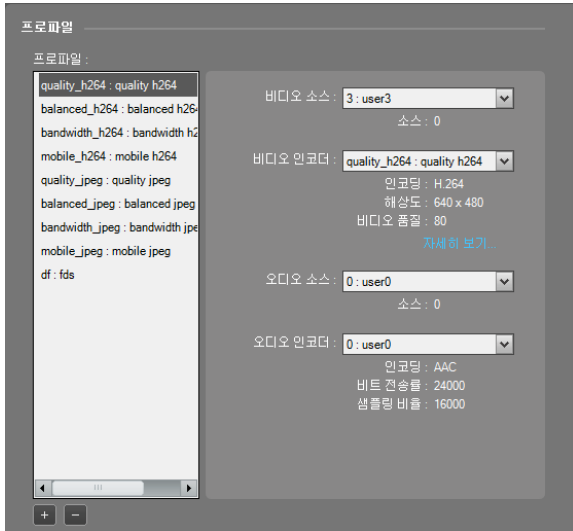 프로파일
프로파일 :
quality_h264 : quality h264
balanced_h264 : balanced h264
bandwidth_h264 : bandwidth h2
mobile_h264 : mobile h264
quality_jpeg : quality jpeg
balanced_jpeg : balanced jpeg
bandwidth_jpeg : bandwidth jpe
mobile_jpeg : mobile jpeg
df : fds
비디오 소스 : 3 : user3
소스 : 0
비디오 인코더 : quality_h264 : quality h264
인코딩 : H.264
해상도 : 640 x 480
비디오 품질 : 80
자세히 보기...
오디오 소스 : 0 : user0
소스 : 0
오디오 인코더 : 0 : user0
인코딩 : AAC
비트 전송률 : 24000
샘플링 비율 : 16000
+ −